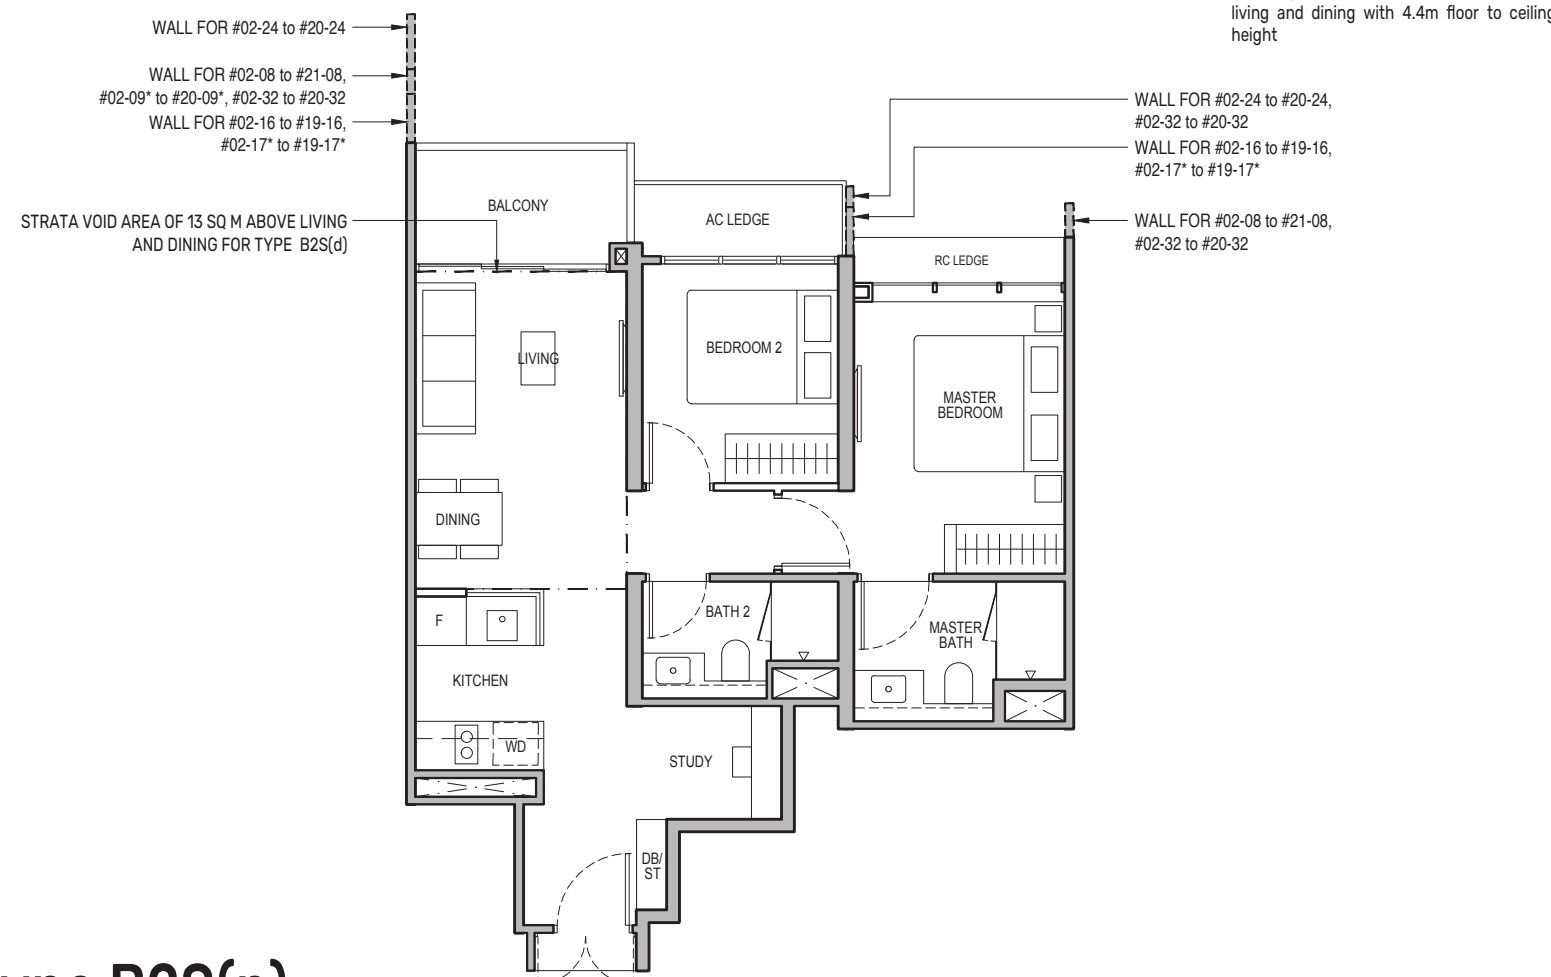 living and dining with 4.4m floor to ceiling
height
WALL FOR #02-24 to #20-24
WALL FOR #02-08 to #21-08,
#02-09* to #20-09*, #02-32 to #20-32
WALL FOR #02-16 to #19-16,
#02-17* to #19-17*
STRATA VOID AREA OF 13 SQ M ABOVE LIVING
AND DINING FOR TYPE B2S(d)
WALL FOR #02-24 to #20-24,
#02-32 to #20-32
WALL FOR #02-16 to #19-16,
#02-17* to #19-17*
WALL FOR #02-08 to #21-08,
#02-32 to #20-32
BALCONY
AC LEDGE
RC LEDGE
LIVING
BEDROOM 2
MASTER
BEDROOM
DINING
F
BATH 2
MASTER
BATH
KITCHEN
WD
STUDY
DB/
ST